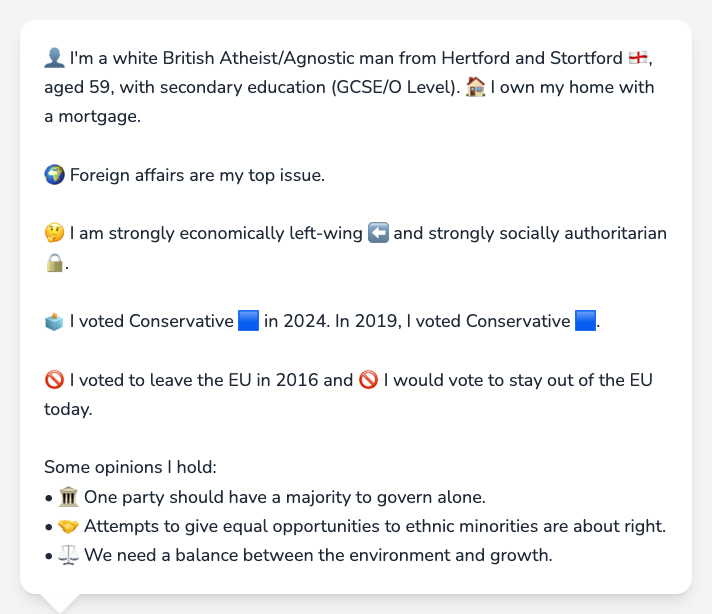 👤 I'm a white British Atheist/Agnostic man from Hertford and Stortford 🏴󠁧󠁢󠁥󠁮󠁧󠁿,
aged 59, with secondary education (GCSE/O Level). 🏠 I own my home with
a mortgage.
🌍 Foreign affairs are my top issue.
🤔 I am strongly economically left-wing ⬅️ and strongly socially authoritarian
🔒.
🗳️ I voted Conservative 🟦 in 2024. In 2019, I voted Conservative 🟦.
🚫 I voted to leave the EU in 2016 and 🚫 I would vote to stay out of the EU
today.
Some opinions I hold:
• 🏛️ One party should have a majority to govern alone.
• 🤝 Attempts to give equal opportunities to ethnic minorities are about right.
• ⚖️ We need a balance between the environment and growth.